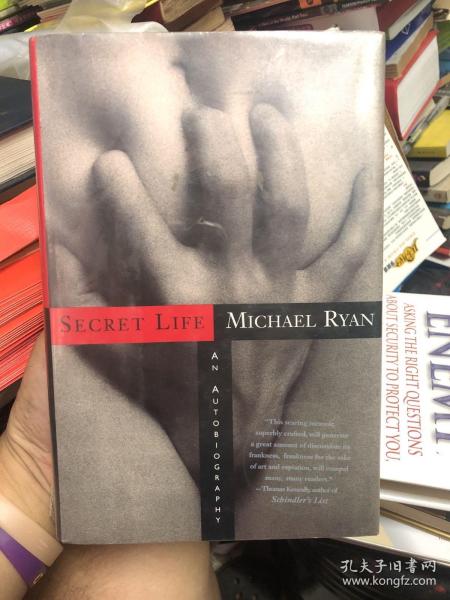 SECRET LIFE
MICHAEL RYAN
AN AUTOBIOGRAPHY
"This searing memoir,
superbly crafted, will generate
a great amount of discussion: its
frankness, frankness for the sake
of art and expiation, will compel
many, many readers."
—Thomas Keneally, author of
Schindler's List
ENEMY
ASKING THE RIGHT QUESTIONS
ABOUT SECURITY TO PROTECT YOU,
孔夫子旧书网
www.kongfz.com